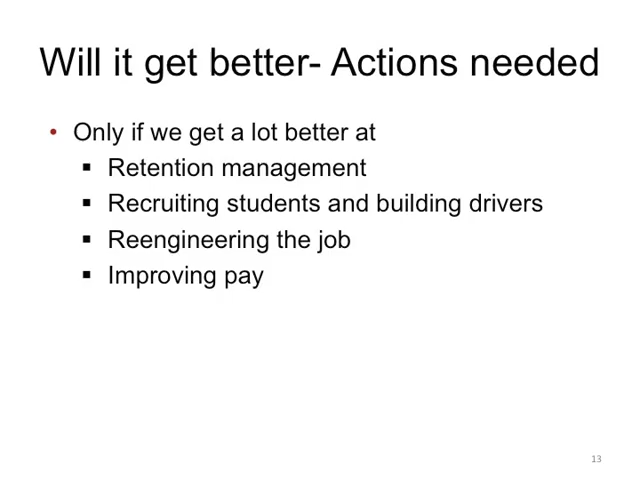 Will it get better- Actions needed
• Only if we get a lot better at
▪ Retention management
▪ Recruiting students and building drivers
▪ Reengineering the job
▪ Improving pay
13